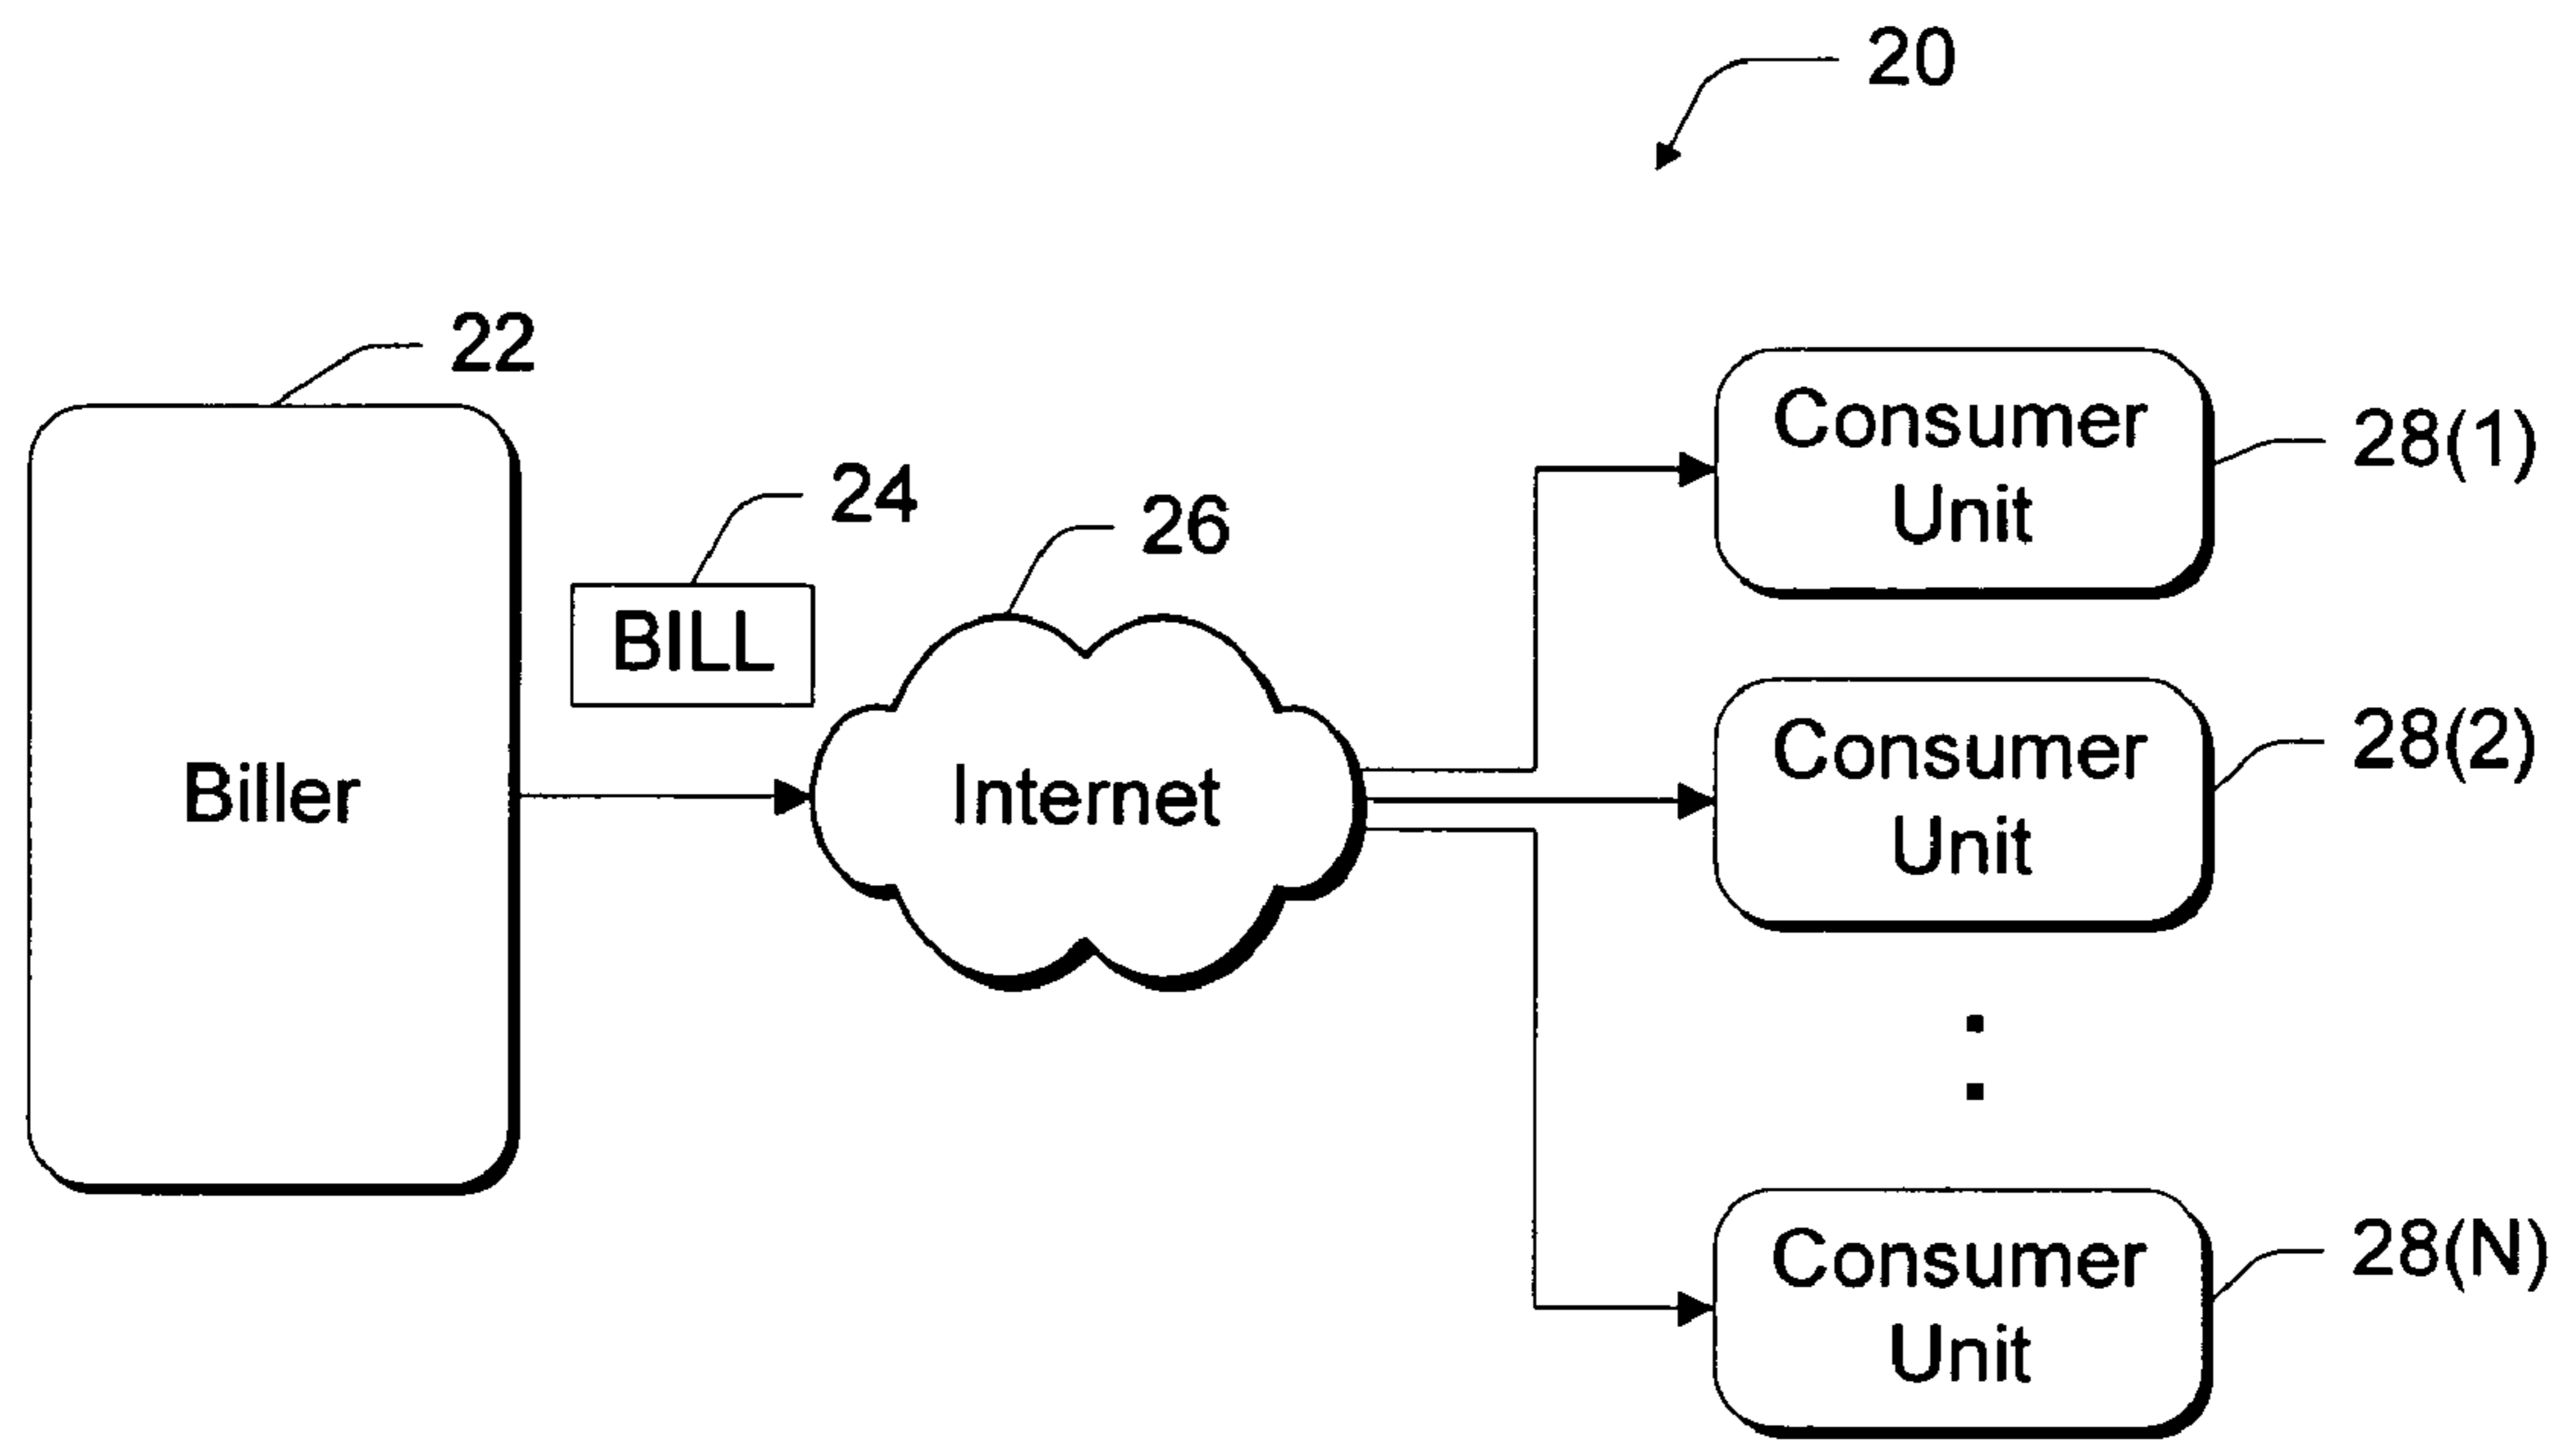 20
22
24
26
BILL
Biller
Internet
Consumer
Unit
28(1)
Consumer
Unit
28(2)
Consumer
Unit
28(N)